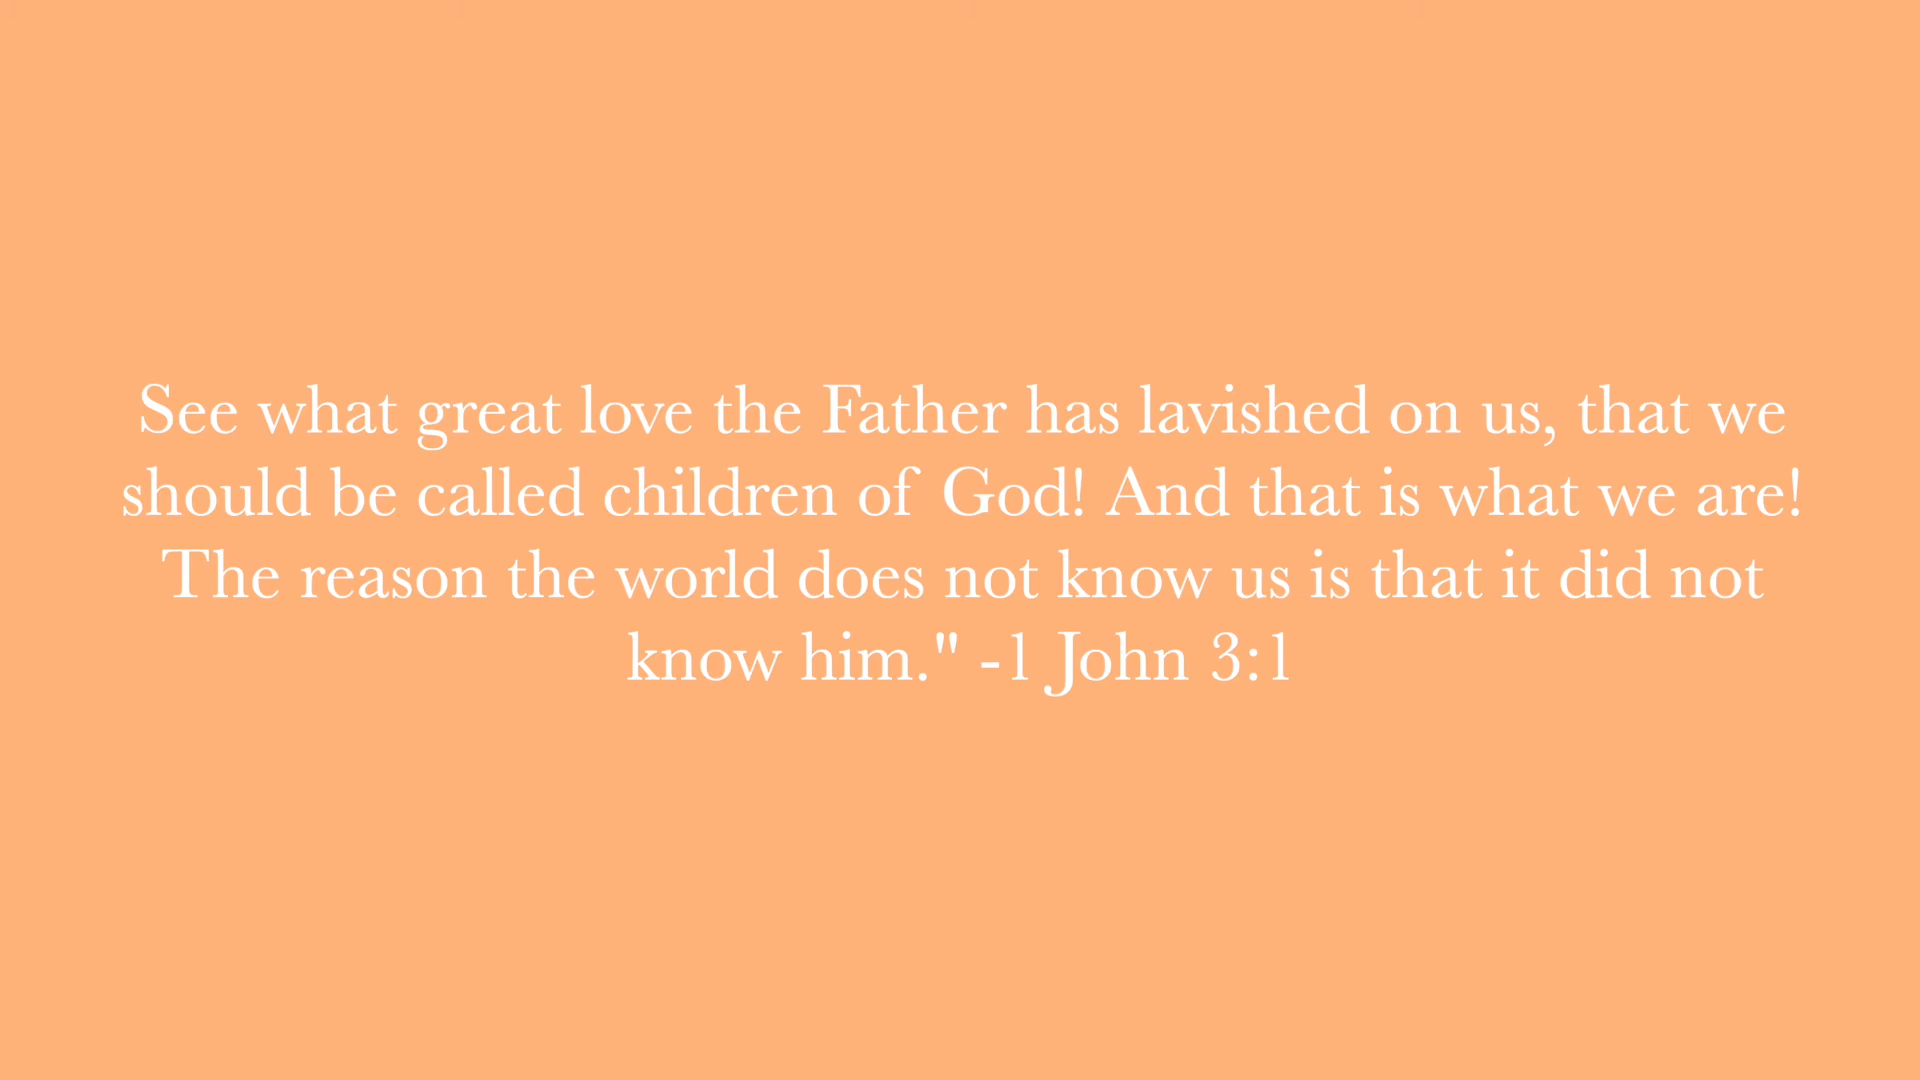 See what great love the Father has lavished on us, that we
should be called children of God! And that is what we are!
The reason the world does not know us is that it did not
know him." -1 John 3:1